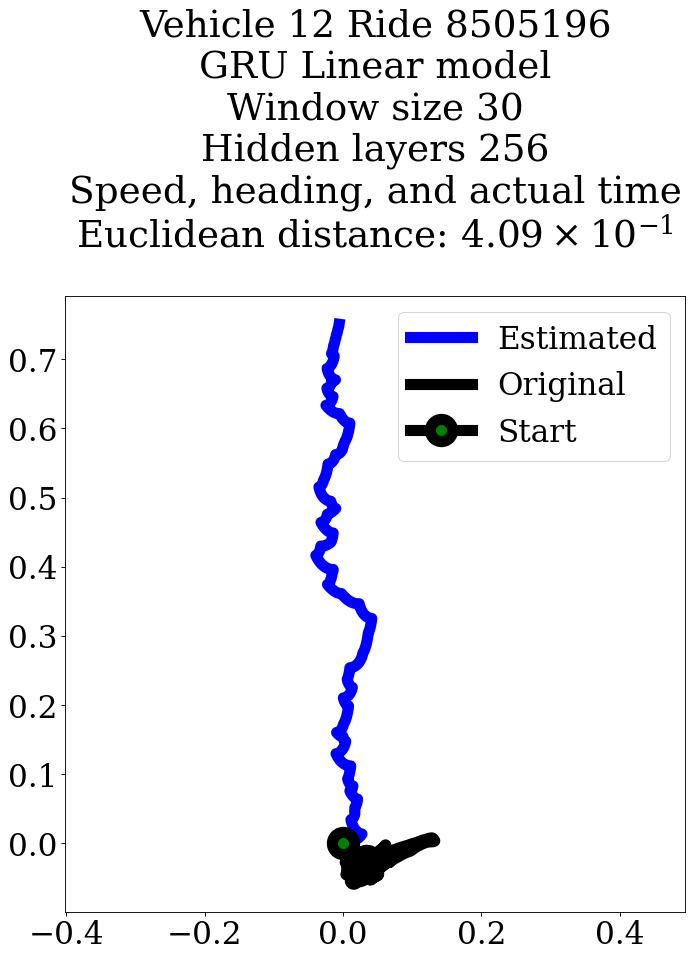 Vehicle 12 Ride 8505196
GRU Linear model
Window size 30
Hidden layers 256
Speed, heading, and actual time
Euclidean distance: 4.09 × 10⁻¹
Estimated
Original
Start
0.7
0.6
0.5
0.4
0.3
0.2
0.1
0.0
−0.4 −0.2 0.0 0.2 0.4